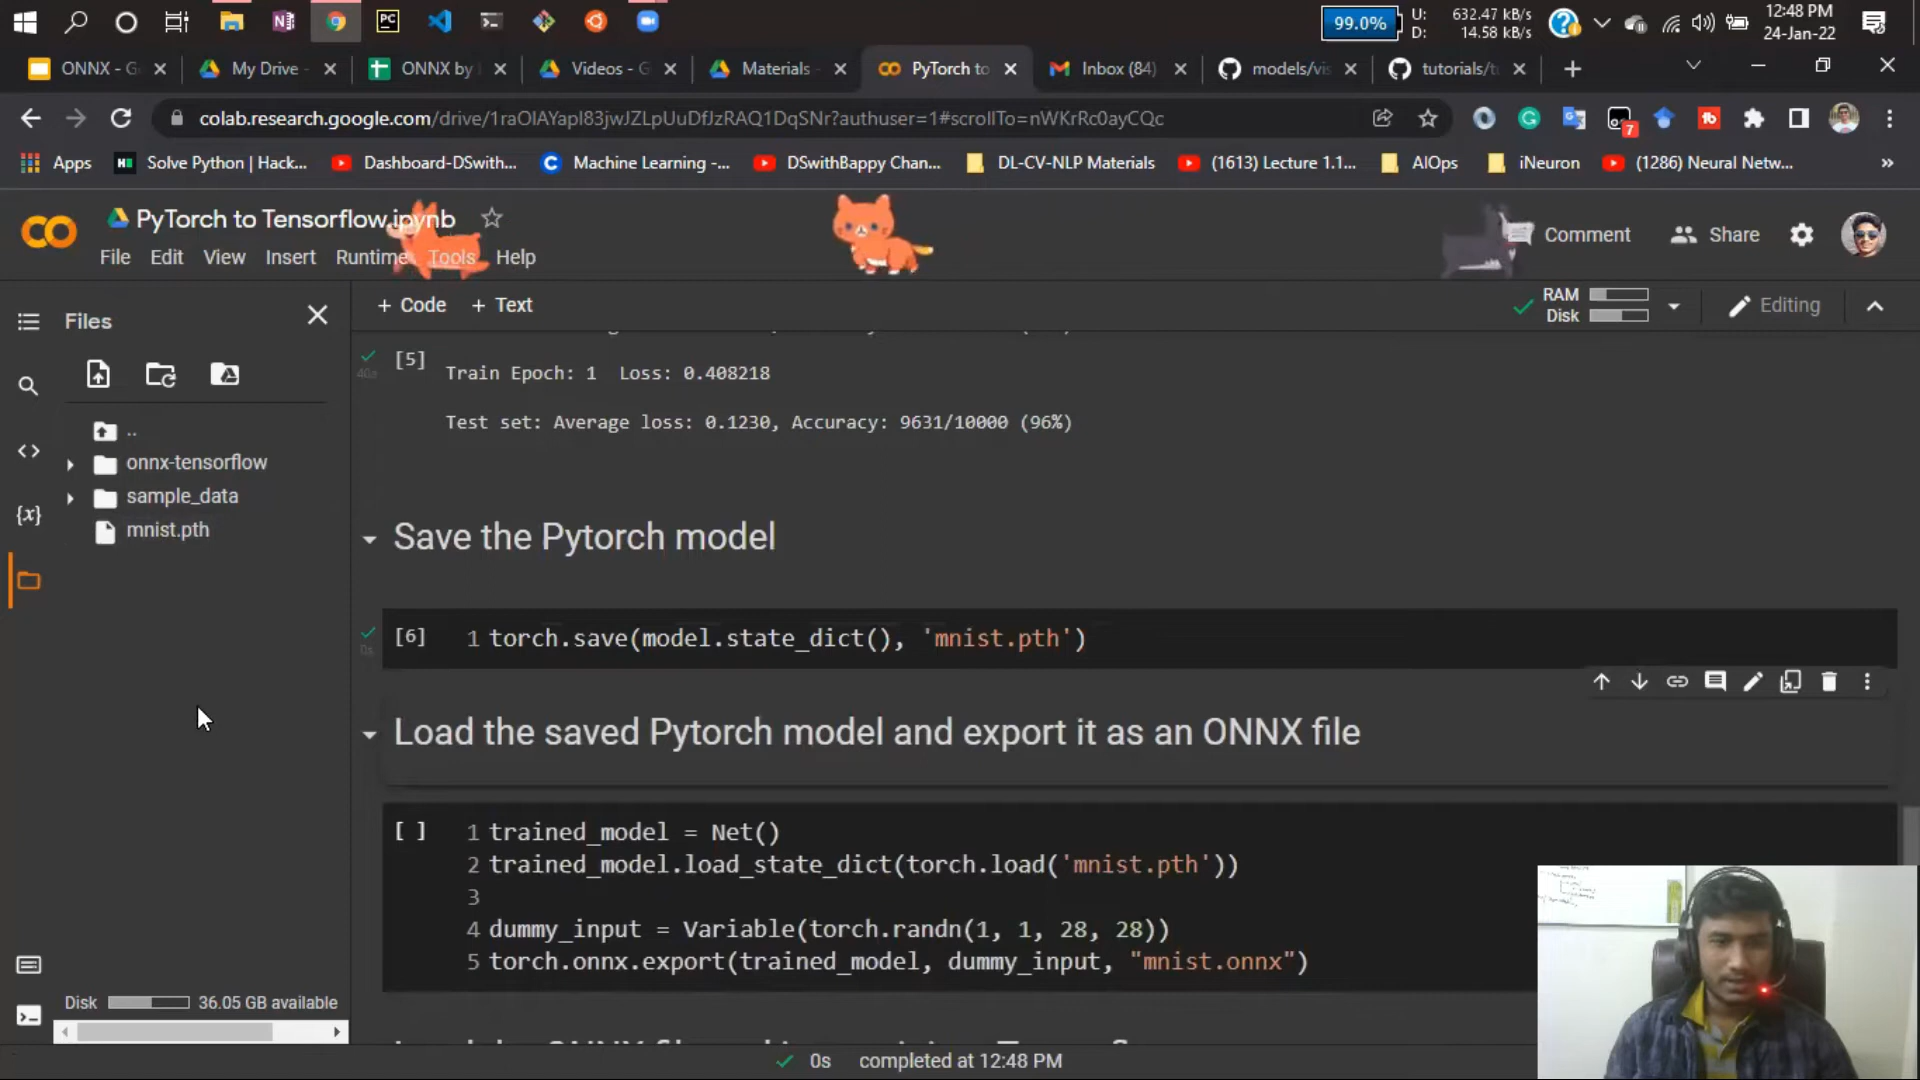 99.0%
U: 632.47 kB/s
D: 14.58 kB/s
12:48 PM
24-Jan-22
ONNX - G
My Drive -
ONNX by
Videos - G
Materials
PyTorch to
Inbox (84)
models/vis
tutorials/tu
colab.research.google.com/drive/1raOlAYapl83jwJZLpUuDfJzRAQ1DqSNr?authuser=1#scrollTo=nWKrRc0ayCQc
7
Apps
Solve Python | Hack...
Dashboard-DSwith...
Machine Learning -...
DSwithBappy Chan...
DL-CV-NLP Materials
(1613) Lecture 1.1...
AIOps
iNeuron
(1286) Neural Netw...
PyTorch to Tensorflow.ipynb
File Edit View Insert Runtime Tools Help
Comment
Share
Files
+ Code + Text
RAM
Disk
Editing
..
onnx-tensorflow
sample_data
mnist.pth
[5]
Train Epoch: 1 Loss: 0.408218
Test set: Average loss: 0.1230, Accuracy: 9631/10000 (96%)
Save the Pytorch model
[6] 1 torch.save(model.state_dict(), 'mnist.pth')
0s
Load the saved Pytorch model and export it as an ONNX file
[ ] 1 trained_model = Net()
2 trained_model.load_state_dict(torch.load('mnist.pth'))
3
4 dummy_input = Variable(torch.randn(1, 1, 28, 28))
5 torch.onnx.export(trained_model, dummy_input, "mnist.onnx")
Disk 36.05 GB available
0s completed at 12:48 PM